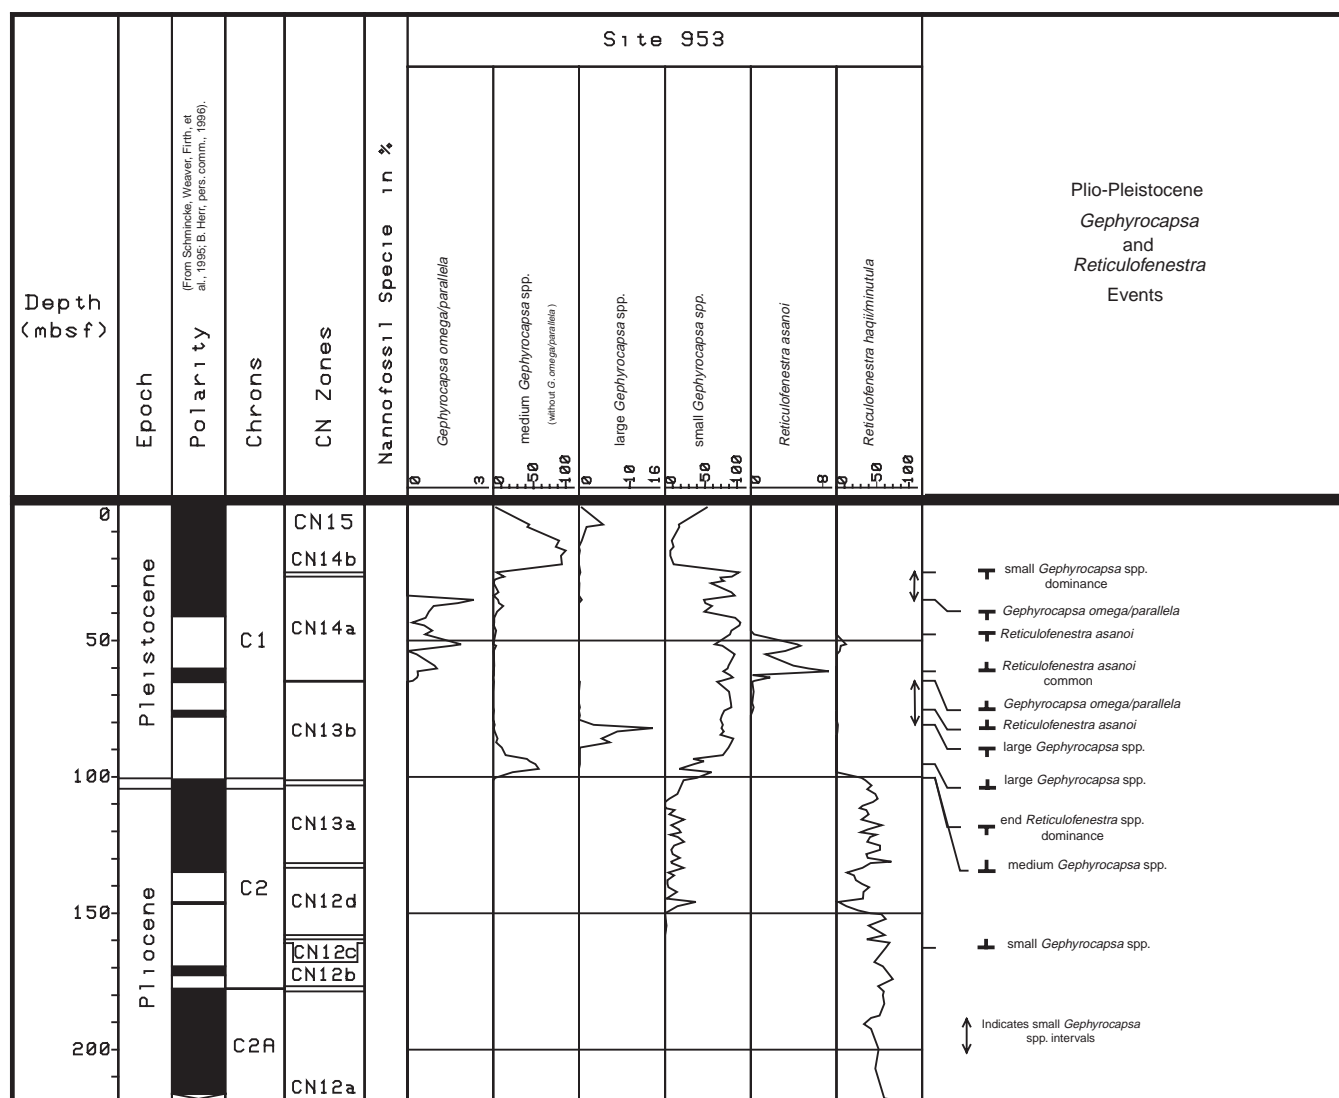 Site 953
Depth
(mbsf)
Epoch
Polarity
(From Schmincke, Weaver, Firth, et
al., 1995; B. Herr, pers. comm., 1996).
Chrons
CN Zones
Nannofossil Specie in %
Gephyrocapsa omega/parallela
medium Gephyrocapsa spp.
(without G. omega/parallela )
large Gephyrocapsa spp.
small Gephyrocapsa spp.
Reticulofenestra asanoi
Reticulofenestra haqii/minutula
Plio-Pleistocene
Gephyrocapsa
and
Reticulofenestra
Events
0 3
0 50 100
0 10 16
0 50 100
0 8
0 50 100
0
50
100
150
200
Pleistocene
Pliocene
C1
C2
C2A
CN15
CN14b
CN14a
CN13b
CN13a
CN12d
CN12c
CN12b
CN12a
small Gephyrocapsa spp.
dominance
Gephyrocapsa omega/parallela
Reticulofenestra asanoi
Reticulofenestra asanoi
common
Gephyrocapsa omega/parallela
Reticulofenestra asanoi
large Gephyrocapsa spp.
large Gephyrocapsa spp.
end Reticulofenestra spp.
dominance
medium Gephyrocapsa spp.
small Gephyrocapsa spp.
Indicates small Gephyrocapsa
spp. intervals